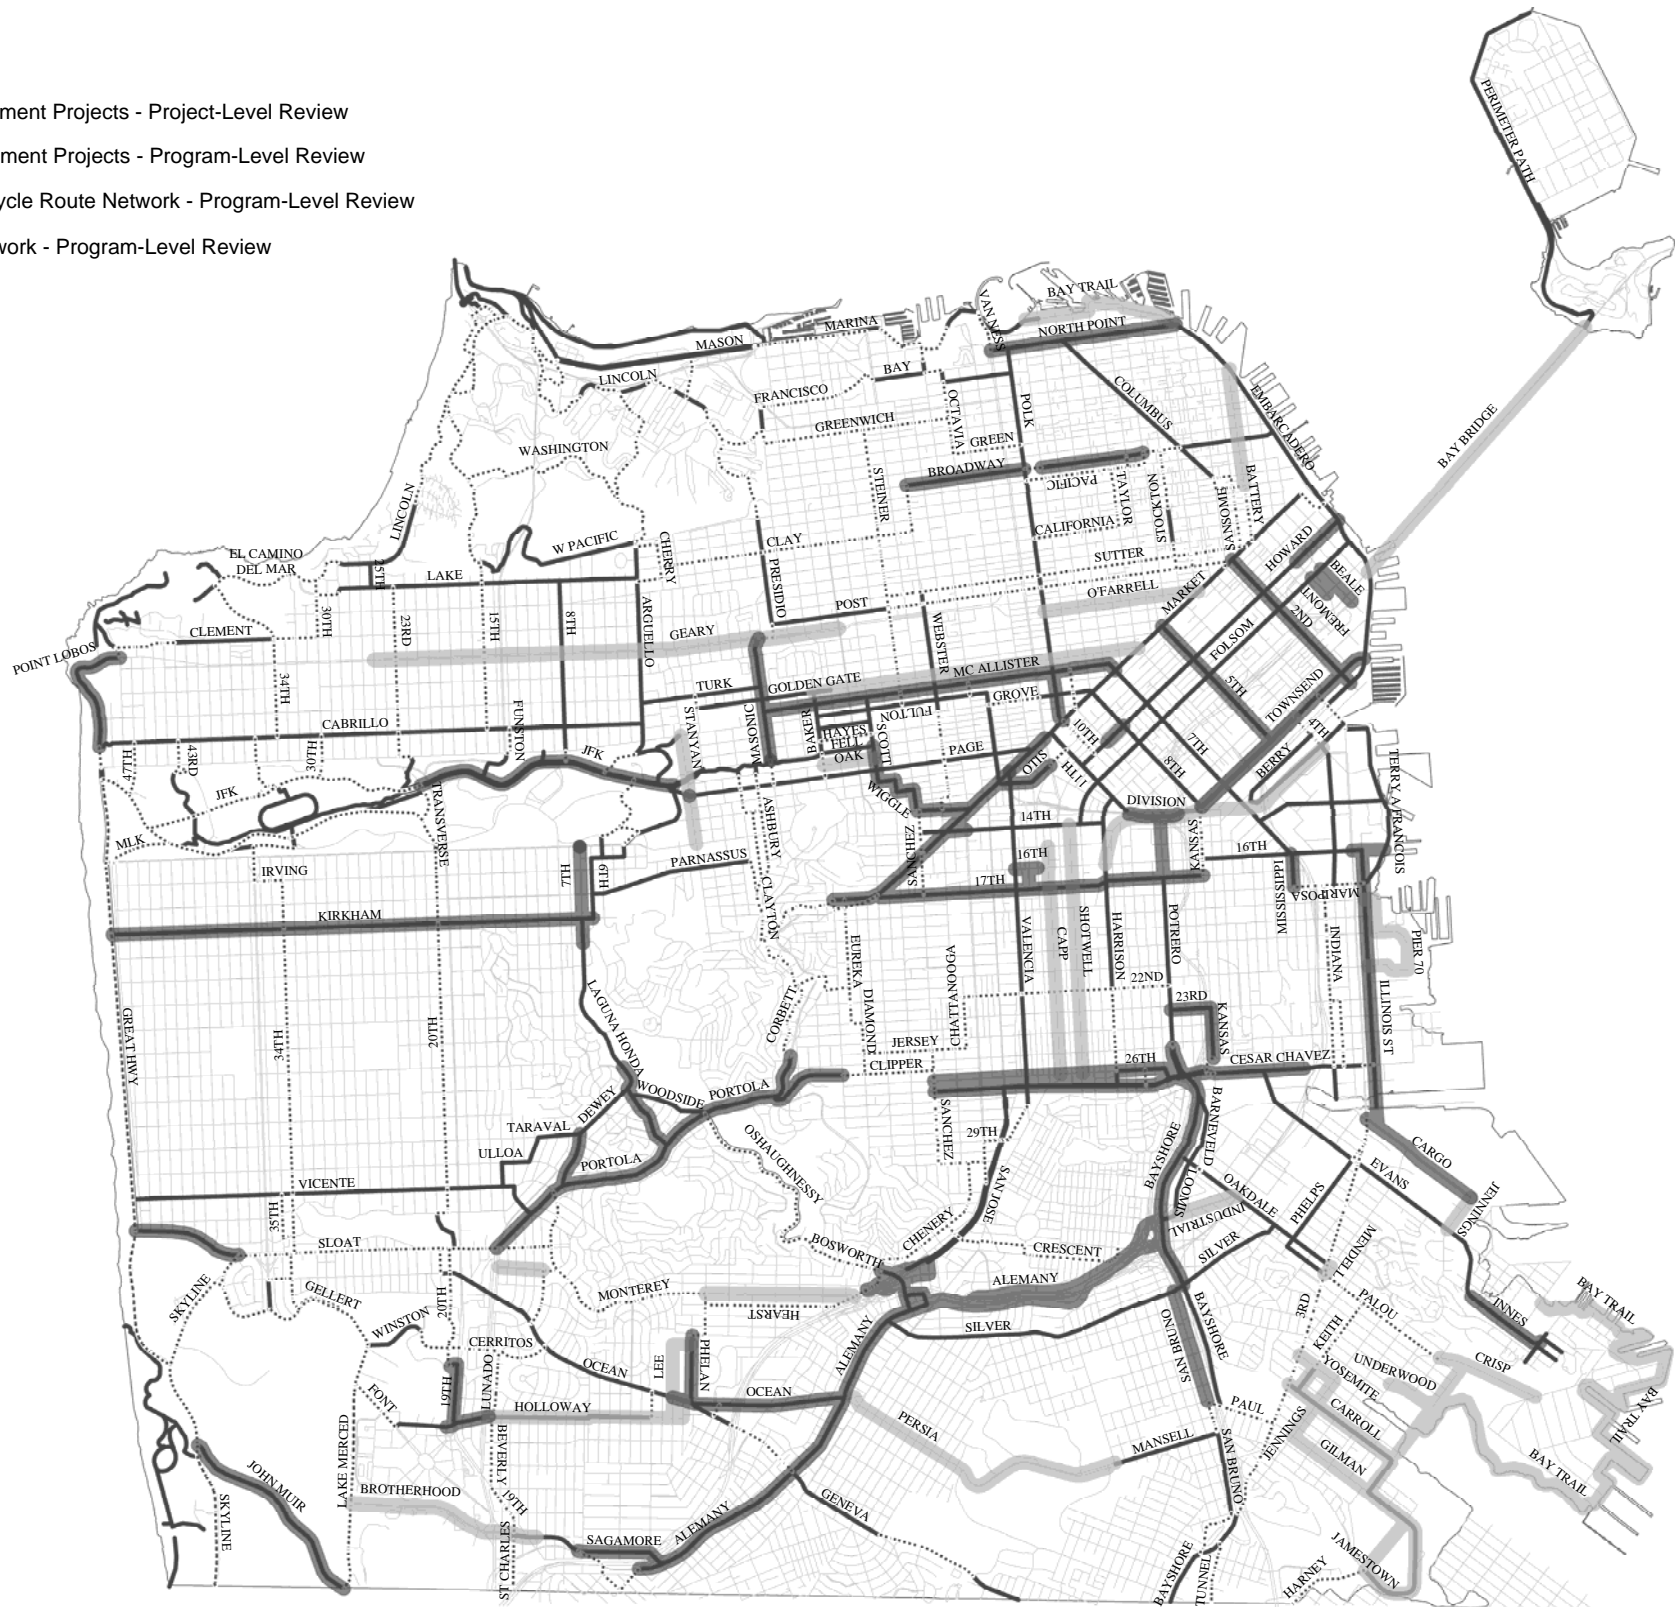 ment Projects - Project-Level Review
ment Projects - Program-Level Review
ycle Route Network - Program-Level Review
work - Program-Level Review
PERIMETER PATH
BAY TRAIL
VAN NESS
NORTH POINT
MARINA
MASON
LINCOLN
BAY
FRANCISCO
OCTAVIA
POLK
COLUMBUS
EMBARCADERO
BAY BRIDGE
GREENWICH
GREEN
WASHINGTON
BROADWAY
PACIFIC
STEINER
TAYLOR
STOCKTON
SANSOME
BATTERY
LINCOLN
CALIFORNIA
W PACIFIC
CHERRY
CLAY
SUTTER
HOWARD
EL CAMINO
DEL MAR
25TH
LAKE
PRESIDIO
O'FARRELL
MARKET
BEALE
FREMONT
2ND
POST
30TH
23RD
15TH
8TH
ARGUELLO
GEARY
WEBSTER
FOLSOM
CLEMENT
POINT LOBOS
34TH
TURK
GOLDEN GATE
MC ALLISTER
5TH
TOWNSEND
CABRILLO
FUNSTON
STANYAN
MASONIC
BAKER
FULTON
GROVE
HAYES
FELL
OAK
SCOTT
PAGE
10TH
7TH
4TH
47TH
43RD
30TH
JFK
OTIS
11TH
8TH
BERRY
TERRY A FRANCOIS
JFK
TRANSVERSE
WIGGLE
DIVISION
MLK
ASHBURY
14TH
IRVING
7TH
6TH
PARNASSUS
SANCHEZ
16TH
KANSAS
16TH
17TH
MISSISSIPPI
MARIPOSA
CLAYTON
KIRKHAM
EUREKA
VALENCIA
CAPP
SHOTWELL
HARRISON
POTRERO
INDIANA
PIER 70
CHATTANOOGA
22ND
LAGUNA HONDA
CORBETT
DIAMOND
23RD
KANSAS
ILLINOIS ST
GREAT HWY
34TH
20TH
JERSEY
CLIPPER
26TH
CESAR CHAVEZ
WOODSIDE
PORTOLA
DEWEY
TARAVAL
ULLOA
PORTOLA
OSHAUGHNESSY
SANCHEZ
29TH
BARNEVELD
BAYSHORE
CARGO
EVANS
VICENTE
SAN JOSE
LOOMIS
OAKDALE
PHELPS
JENNINGS
35TH
SLOAT
BOSWORTH
CHENERY
CRESCENT
INDUSTRIAL
SILVER
MENDELL
SKYLINE
GELLERT
MONTEREY
ALEMANY
WINSTON
20TH
HEARST
SILVER
SAN BRUNO
BAYSHORE
3RD
PALOU
INNES
BAY TRAIL
CERRITOS
LEE
PHELAN
ALEMANY
KEITH
YOSEMITE
UNDERWOOD
CRISP
OCEAN
OCEAN
FONT
19TH
LUNADO
HOLLOWAY
PERSIA
PAUL
CARROLL
BAY TRAIL
LAKE MERCED
BEVERLY
MANSELL
SAN BRUNO
JENNINGS
GILMAN
BAY TRAIL
JOHN MUIR
SKYLINE
BROTHERHOOD
19TH
GENEVA
ST CHARLES
SAGAMORE
ALEMANY
BAYSHORE
TUNNEL
HARNEY
JAMESTOWN